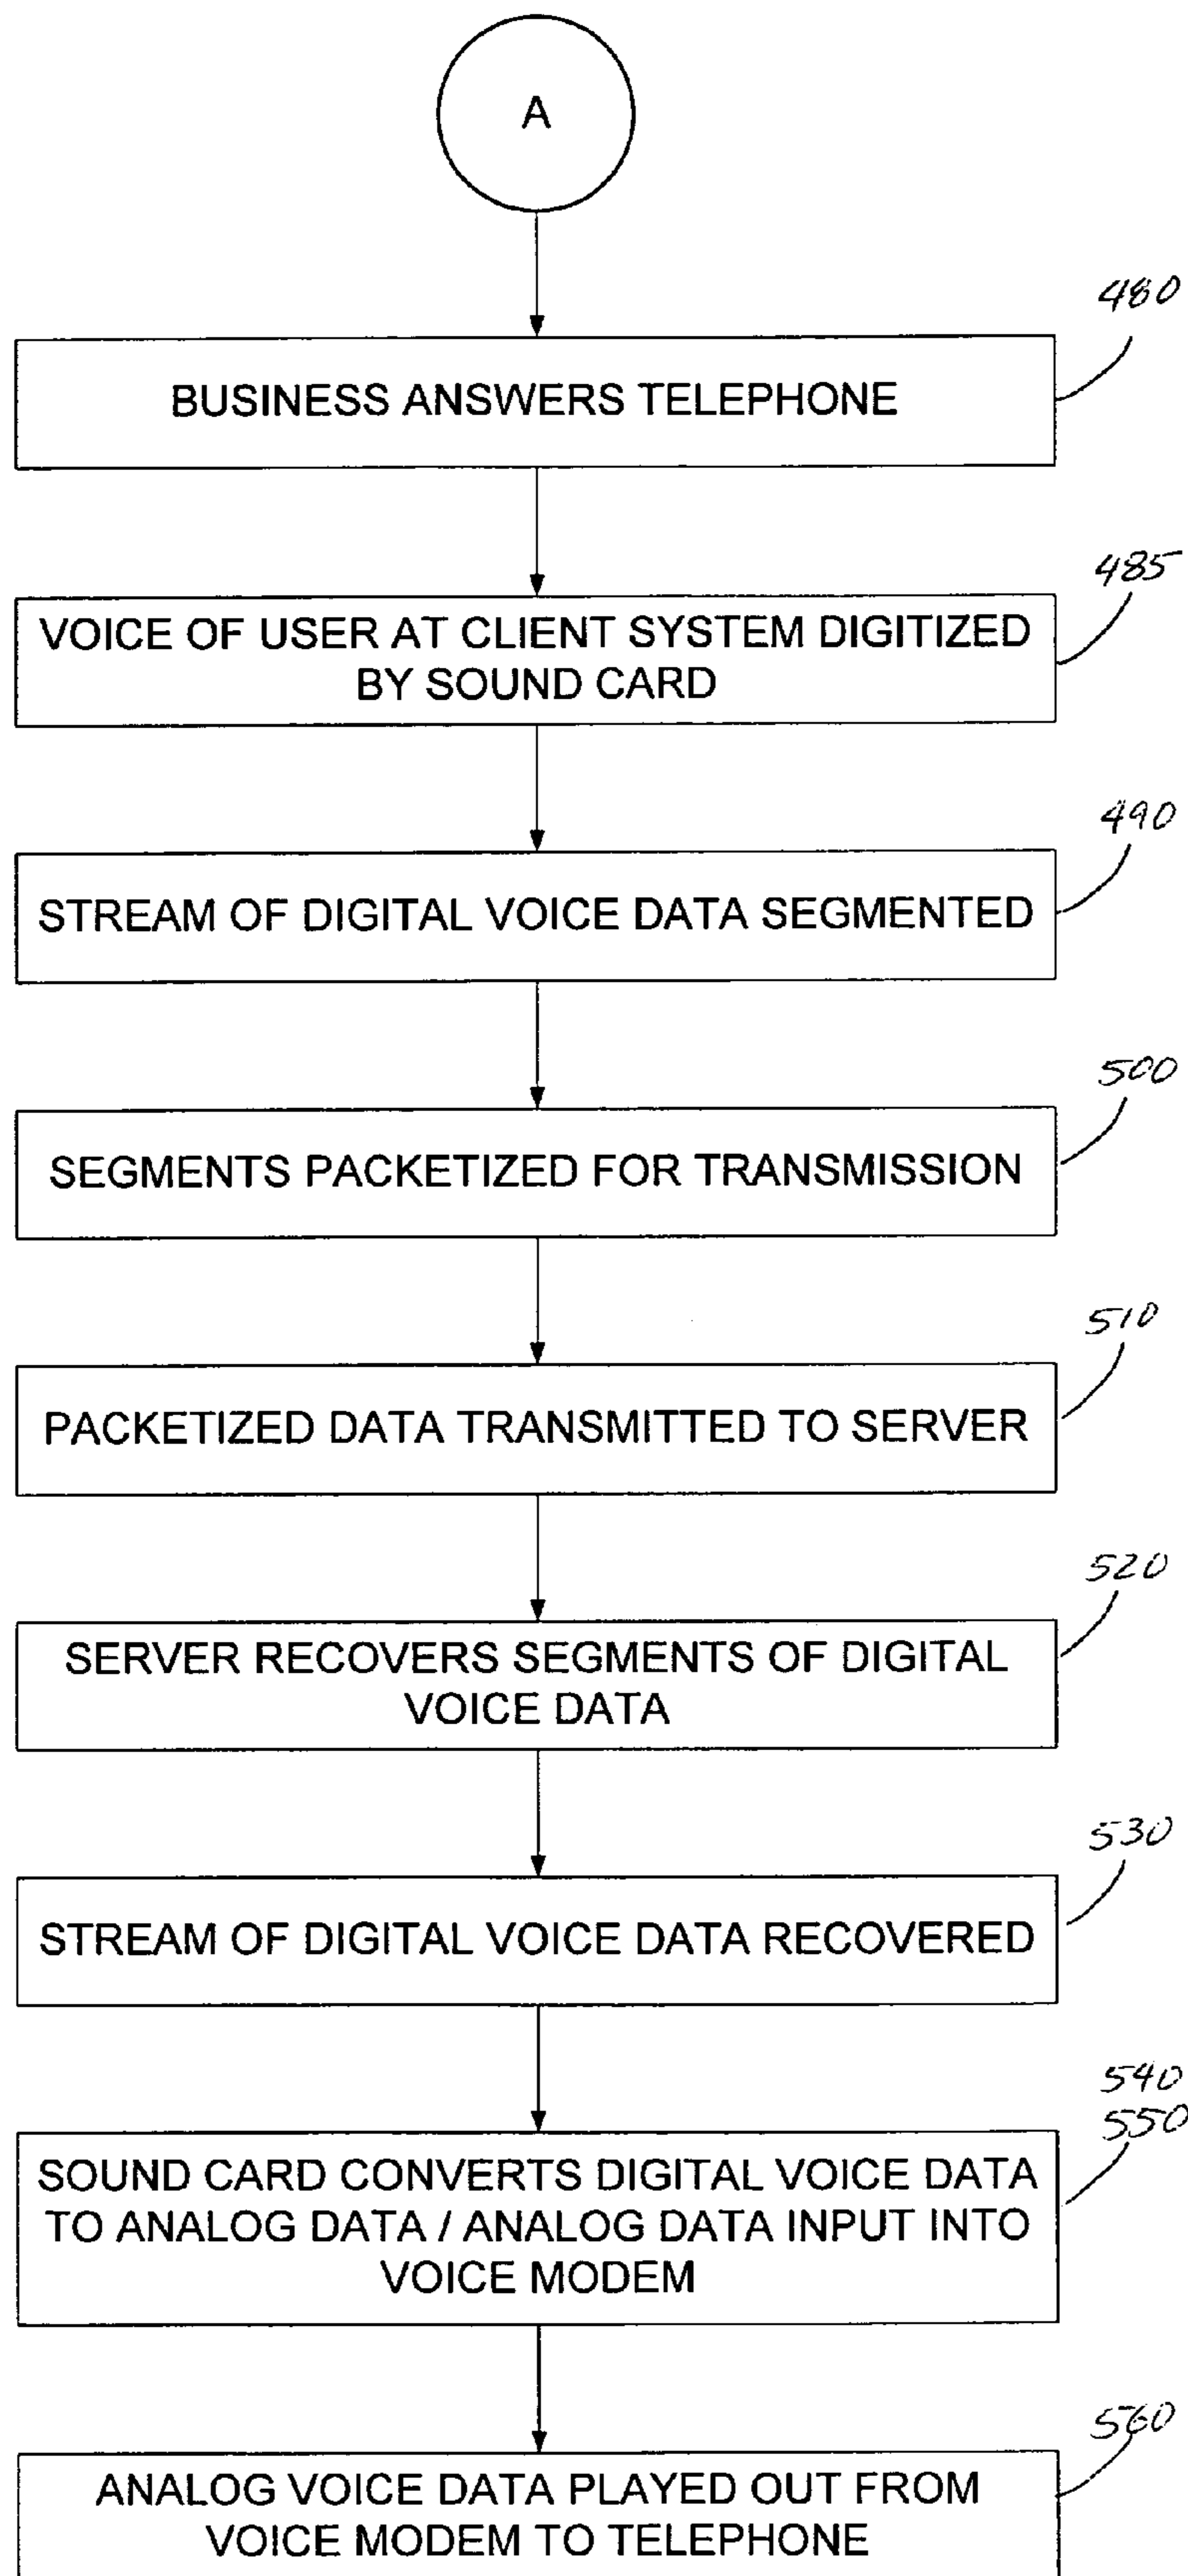 A
480
BUSINESS ANSWERS TELEPHONE
485
VOICE OF USER AT CLIENT SYSTEM DIGITIZED
BY SOUND CARD
490
STREAM OF DIGITAL VOICE DATA SEGMENTED
500
SEGMENTS PACKETIZED FOR TRANSMISSION
510
PACKETIZED DATA TRANSMITTED TO SERVER
520
SERVER RECOVERS SEGMENTS OF DIGITAL
VOICE DATA
530
STREAM OF DIGITAL VOICE DATA RECOVERED
540
550
SOUND CARD CONVERTS DIGITAL VOICE DATA
TO ANALOG DATA / ANALOG DATA INPUT INTO
VOICE MODEM
560
ANALOG VOICE DATA PLAYED OUT FROM
VOICE MODEM TO TELEPHONE